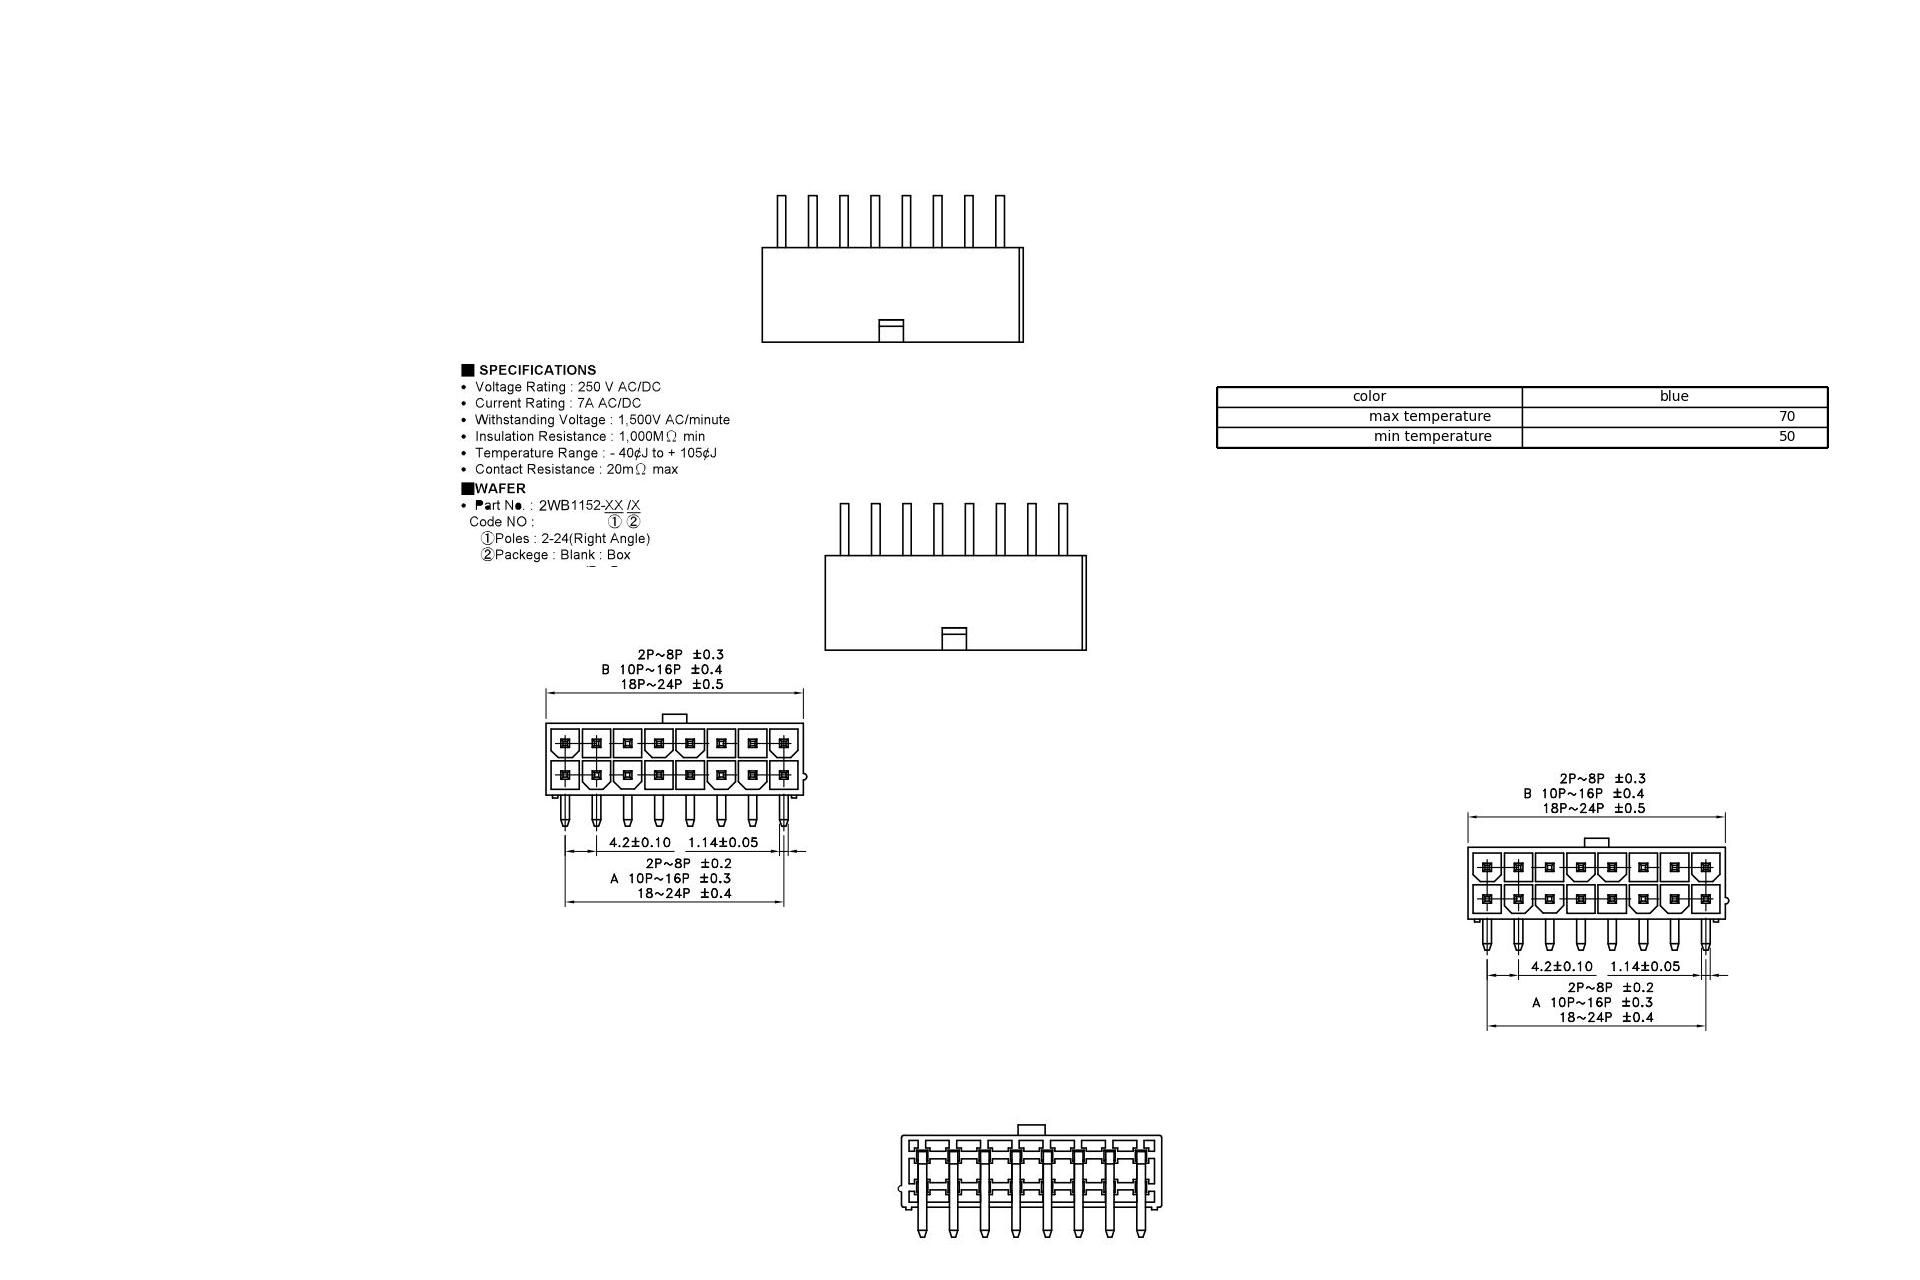 ■ SPECIFICATIONS
• Voltage Rating : 250 V AC/DC
• Current Rating : 7A AC/DC
• Withstanding Voltage : 1,500V AC/minute
• Insulation Resistance : 1,000MΩ min
• Temperature Range : - 40¢J to + 105¢J
• Contact Resistance : 20mΩ max
■WAFER
• Part No. : 2WB1152-XX /X
Code NO : ① ②
①Poles : 2-24(Right Angle)
②Packege : Blank : Box
color blue
max temperature 70
min temperature 50
2P~8P ±0.3
B 10P~16P ±0.4
18P~24P ±0.5
4.2±0.10 1.14±0.05
2P~8P ±0.2
A 10P~16P ±0.3
18~24P ±0.4
2P~8P ±0.3
B 10P~16P ±0.4
18P~24P ±0.5
4.2±0.10 1.14±0.05
2P~8P ±0.2
A 10P~16P ±0.3
18~24P ±0.4